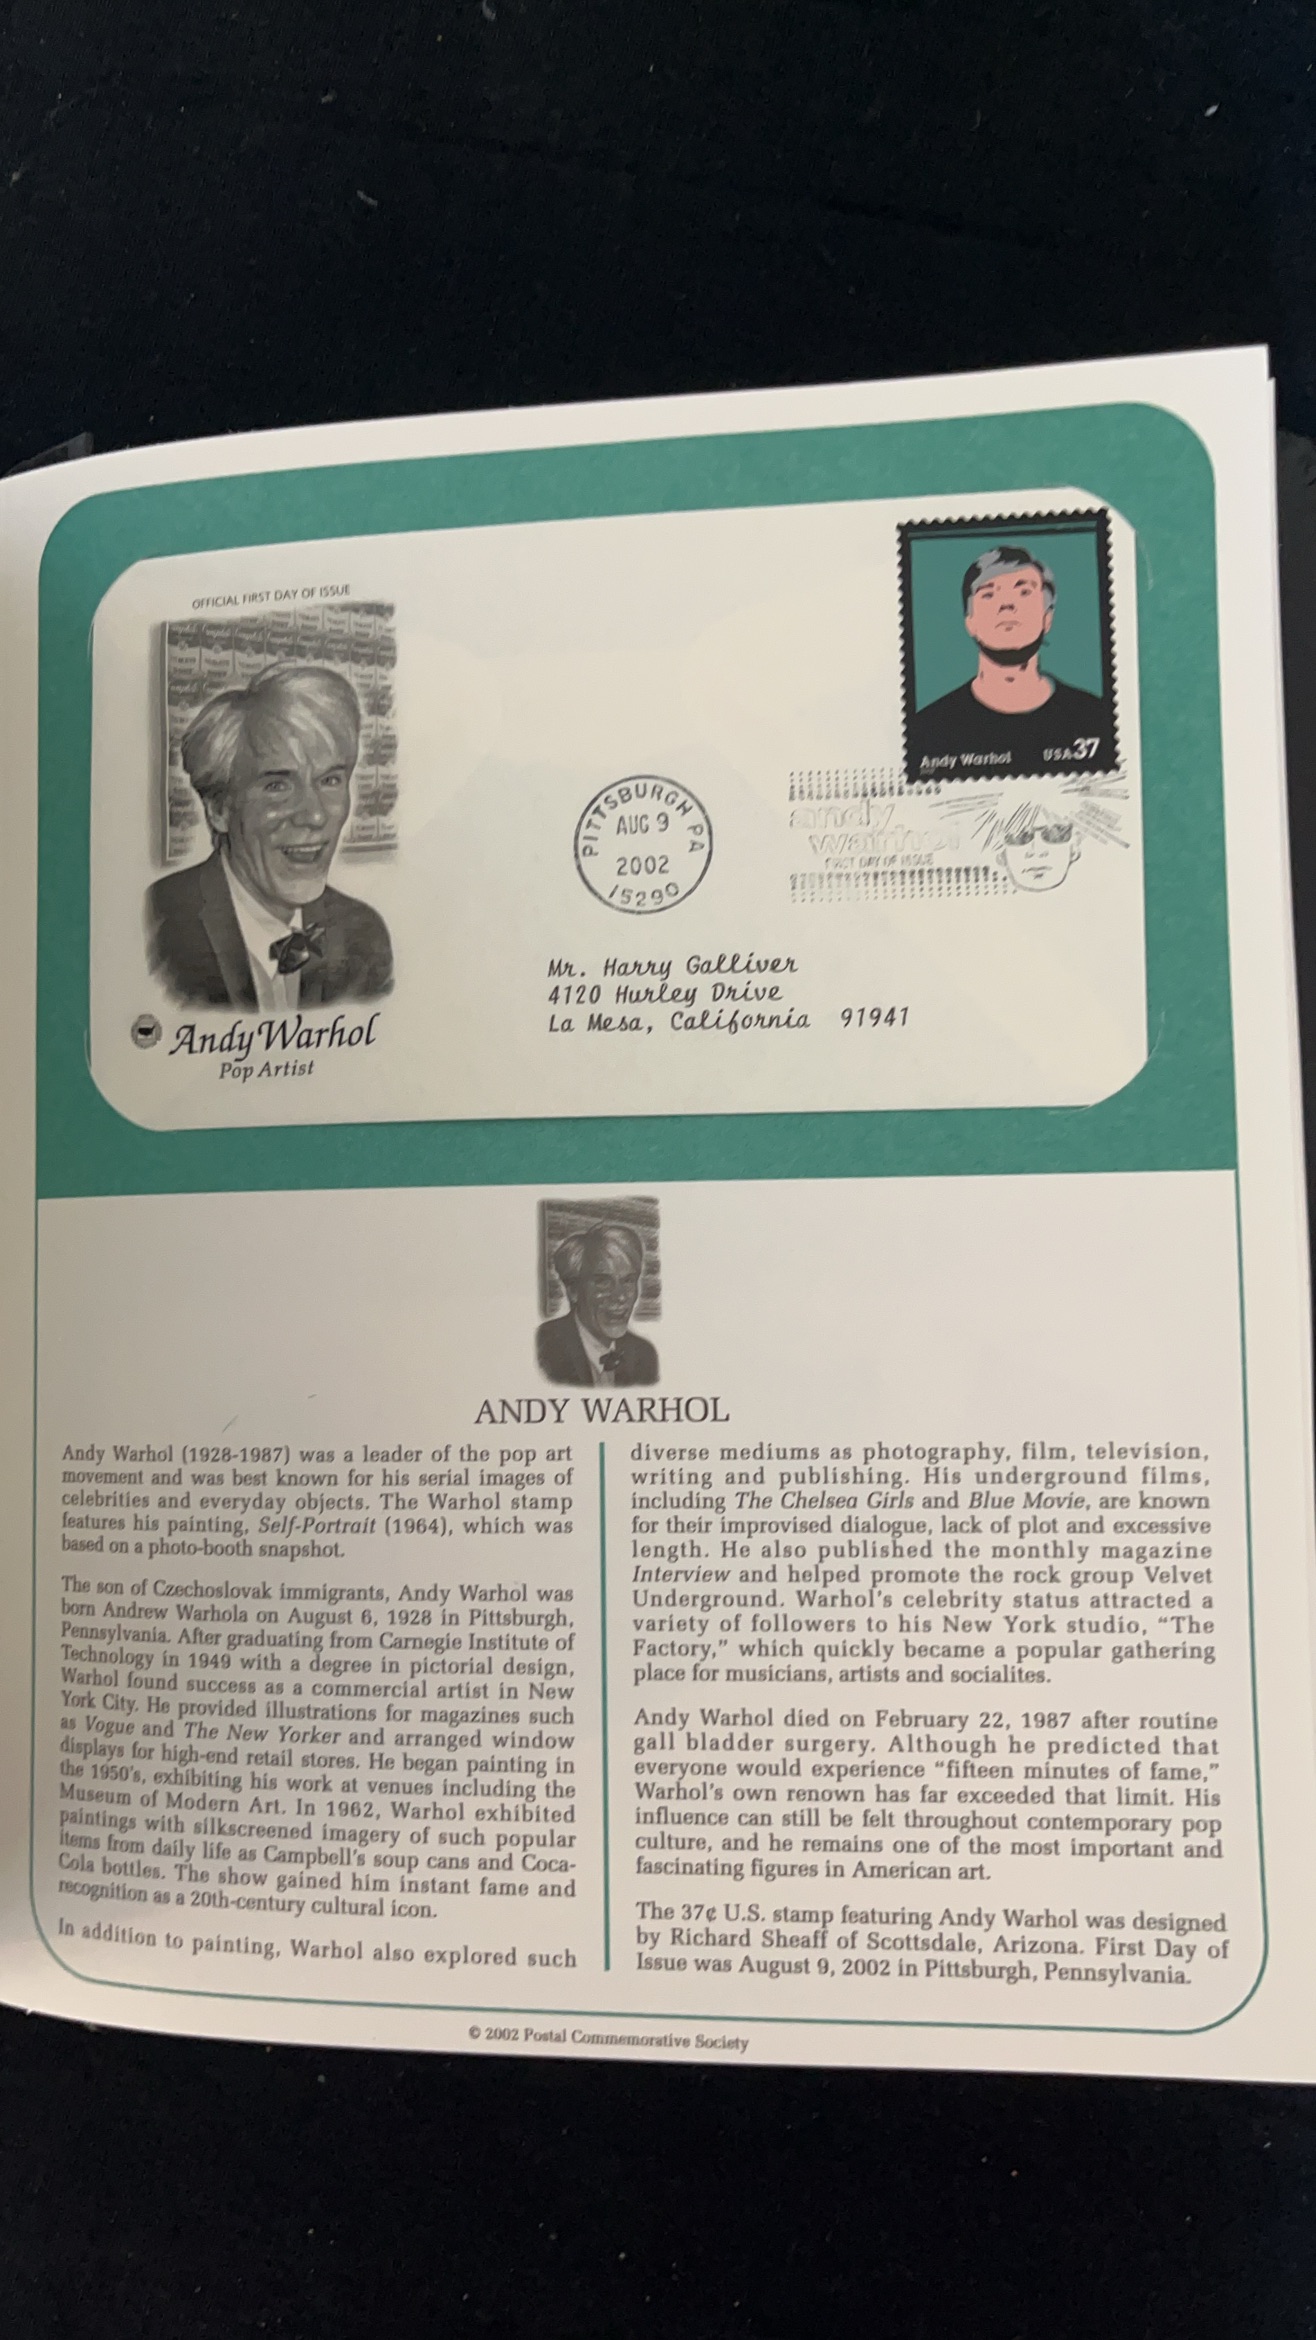 OFFICIAL FIRST DAY OF ISSUE
Andy Warhol
Pop Artist
PITTSBURGH PA
AUG 9
2002
15290
Andy Warhol USA 37
andy
warhol
FIRST DAY OF ISSUE
Mr. Harry Galliver
4120 Hurley Drive
La Mesa, California 91941
ANDY WARHOL
Andy Warhol (1928-1987) was a leader of the pop art
movement and was best known for his serial images of
celebrities and everyday objects. The Warhol stamp
features his painting, Self-Portrait (1964), which was
based on a photo-booth snapshot.
The son of Czechoslovak immigrants, Andy Warhol was
born Andrew Warhola on August 6, 1928 in Pittsburgh,
Pennsylvania. After graduating from Carnegie Institute of
Technology in 1949 with a degree in pictorial design,
Warhol found success as a commercial artist in New
York City. He provided illustrations for magazines such
as Vogue and The New Yorker and arranged window
displays for high-end retail stores. He began painting in
the 1950's, exhibiting his work at venues including the
Museum of Modern Art. In 1962, Warhol exhibited
paintings with silkscreened imagery of such popular
items from daily life as Campbell's soup cans and Coca-
Cola bottles. The show gained him instant fame and
recognition as a 20th-century cultural icon.
In addition to painting, Warhol also explored such
diverse mediums as photography, film, television,
writing and publishing. His underground films,
including The Chelsea Girls and Blue Movie, are known
for their improvised dialogue, lack of plot and excessive
length. He also published the monthly magazine
Interview and helped promote the rock group Velvet
Underground. Warhol's celebrity status attracted a
variety of followers to his New York studio, "The
Factory," which quickly became a popular gathering
place for musicians, artists and socialites.
Andy Warhol died on February 22, 1987 after routine
gall bladder surgery. Although he predicted that
everyone would experience "fifteen minutes of fame,"
Warhol's own renown has far exceeded that limit. His
influence can still be felt throughout contemporary pop
culture, and he remains one of the most important and
fascinating figures in American art.
The 37¢ U.S. stamp featuring Andy Warhol was designed
by Richard Sheaff of Scottsdale, Arizona. First Day of
Issue was August 9, 2002 in Pittsburgh, Pennsylvania.
© 2002 Postal Commemorative Society